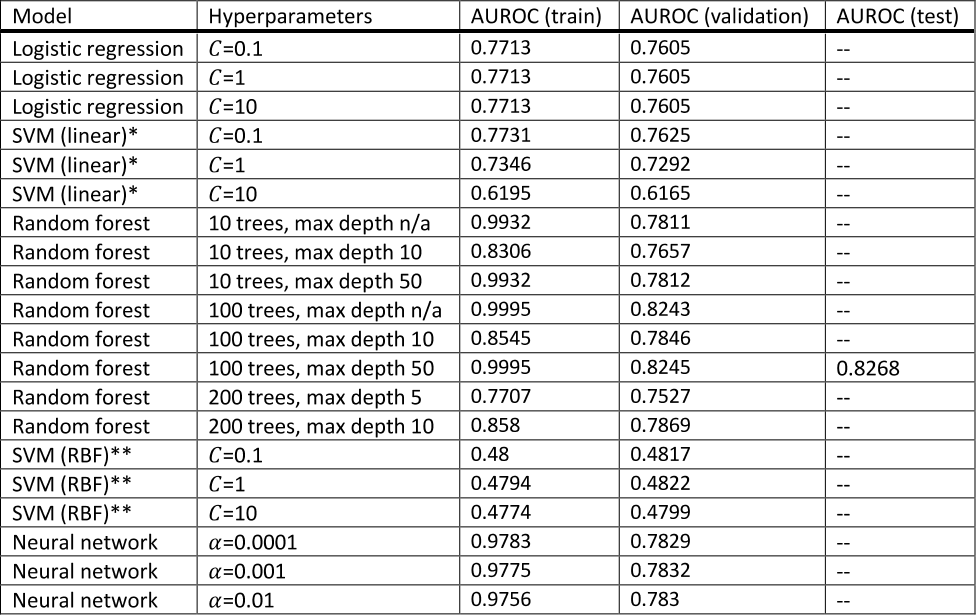 Model Hyperparameters AUROC (train) AUROC (validation) AUROC (test)
Logistic regression C=0.1 0.7713 0.7605 --
Logistic regression C=1 0.7713 0.7605 --
Logistic regression C=10 0.7713 0.7605 --
SVM (linear)* C=0.1 0.7731 0.7625 --
SVM (linear)* C=1 0.7346 0.7292 --
SVM (linear)* C=10 0.6195 0.6165 --
Random forest 10 trees, max depth n/a 0.9932 0.7811 --
Random forest 10 trees, max depth 10 0.8306 0.7657 --
Random forest 10 trees, max depth 50 0.9932 0.7812 --
Random forest 100 trees, max depth n/a 0.9995 0.8243 --
Random forest 100 trees, max depth 10 0.8545 0.7846 --
Random forest 100 trees, max depth 50 0.9995 0.8245 0.8268
Random forest 200 trees, max depth 5 0.7707 0.7527 --
Random forest 200 trees, max depth 10 0.858 0.7869 --
SVM (RBF)** C=0.1 0.48 0.4817 --
SVM (RBF)** C=1 0.4794 0.4822 --
SVM (RBF)** C=10 0.4774 0.4799 --
Neural network α=0.0001 0.9783 0.7829 --
Neural network α=0.001 0.9775 0.7832 --
Neural network α=0.01 0.9756 0.783 --